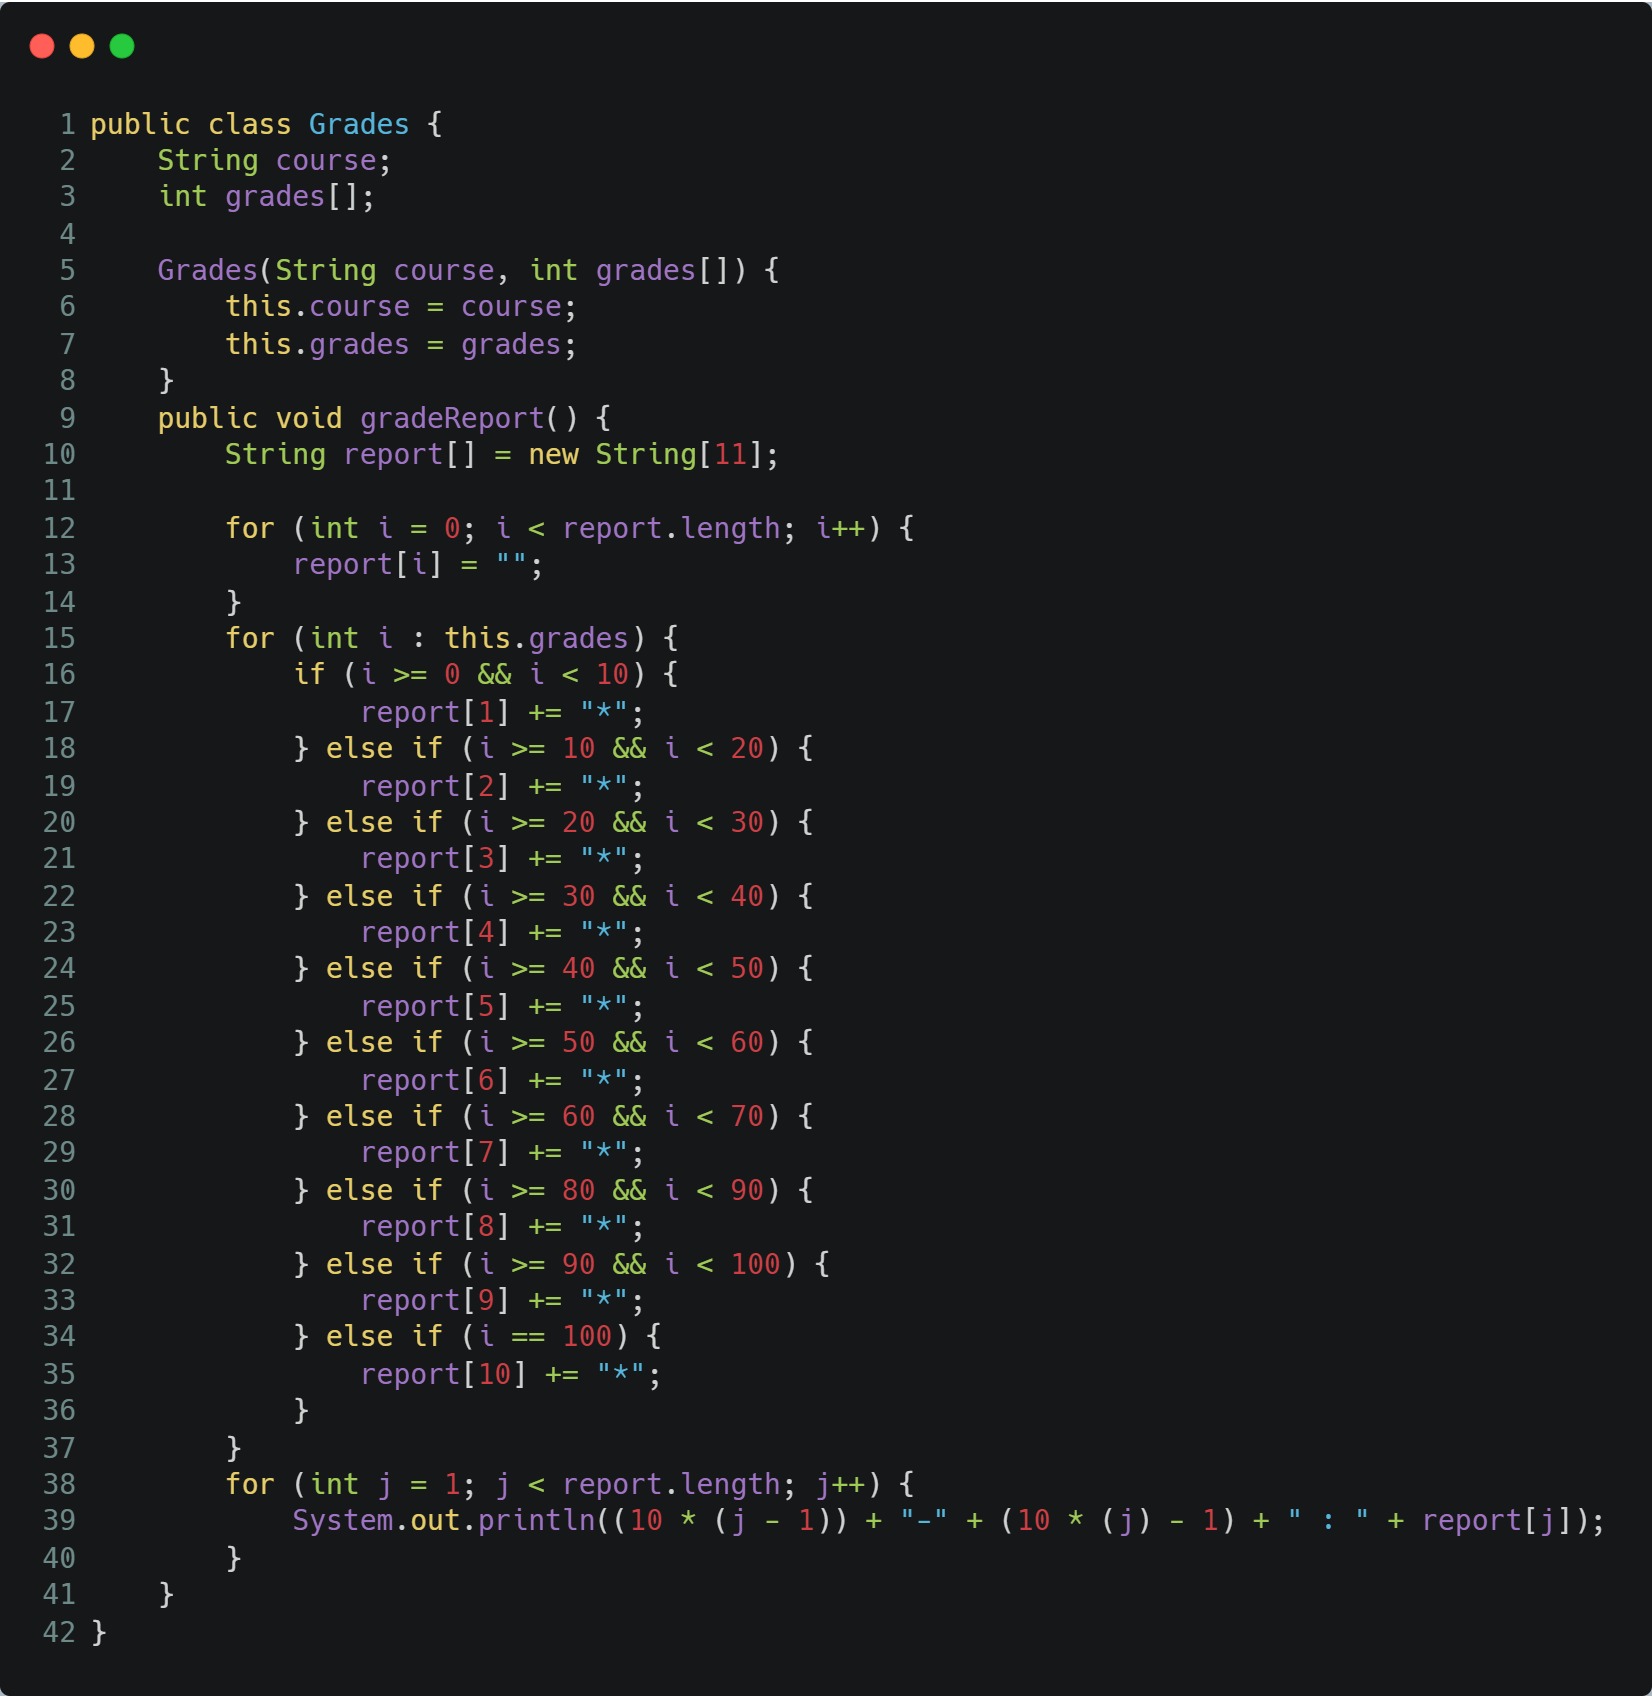 1 public class Grades {
2     String course;
3     int grades[];
4
5     Grades(String course, int grades[]) {
6         this.course = course;
7         this.grades = grades;
8     }
9     public void gradeReport() {
10         String report[] = new String[11];
11
12         for (int i = 0; i < report.length; i++) {
13             report[i] = "";
14         }
15         for (int i : this.grades) {
16             if (i >= 0 && i < 10) {
17                 report[1] += "*";
18             } else if (i >= 10 && i < 20) {
19                 report[2] += "*";
20             } else if (i >= 20 && i < 30) {
21                 report[3] += "*";
22             } else if (i >= 30 && i < 40) {
23                 report[4] += "*";
24             } else if (i >= 40 && i < 50) {
25                 report[5] += "*";
26             } else if (i >= 50 && i < 60) {
27                 report[6] += "*";
28             } else if (i >= 60 && i < 70) {
29                 report[7] += "*";
30             } else if (i >= 80 && i < 90) {
31                 report[8] += "*";
32             } else if (i >= 90 && i < 100) {
33                 report[9] += "*";
34             } else if (i == 100) {
35                 report[10] += "*";
36             }
37         }
38         for (int j = 1; j < report.length; j++) {
39             System.out.println((10 * (j - 1)) + "-" + (10 * (j) - 1) + " : " + report[j]);
40         }
41     }
42 }